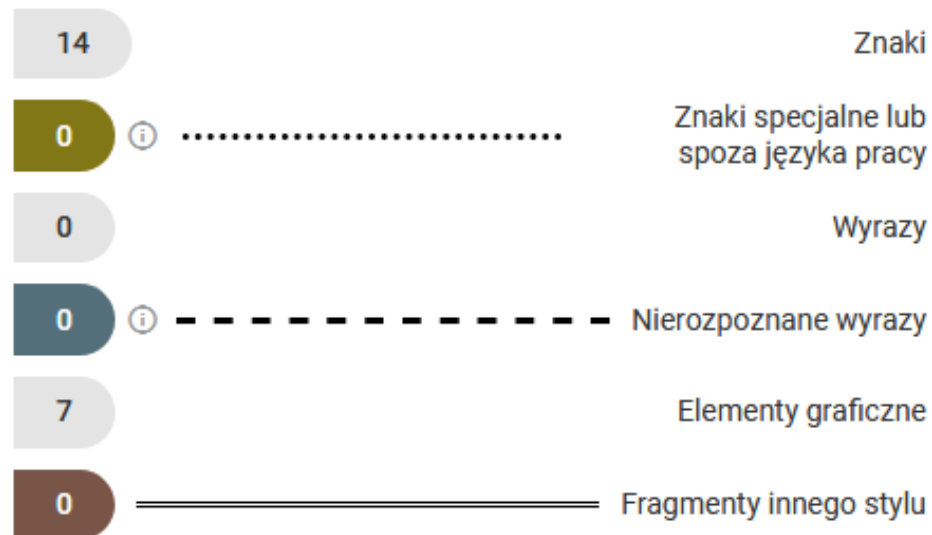 14 Znaki
0 Znaki specjalne lub
spoza języka pracy
0 Wyrazy
0 Nierozpoznane wyrazy
7 Elementy graficzne
0 Fragmenty innego stylu